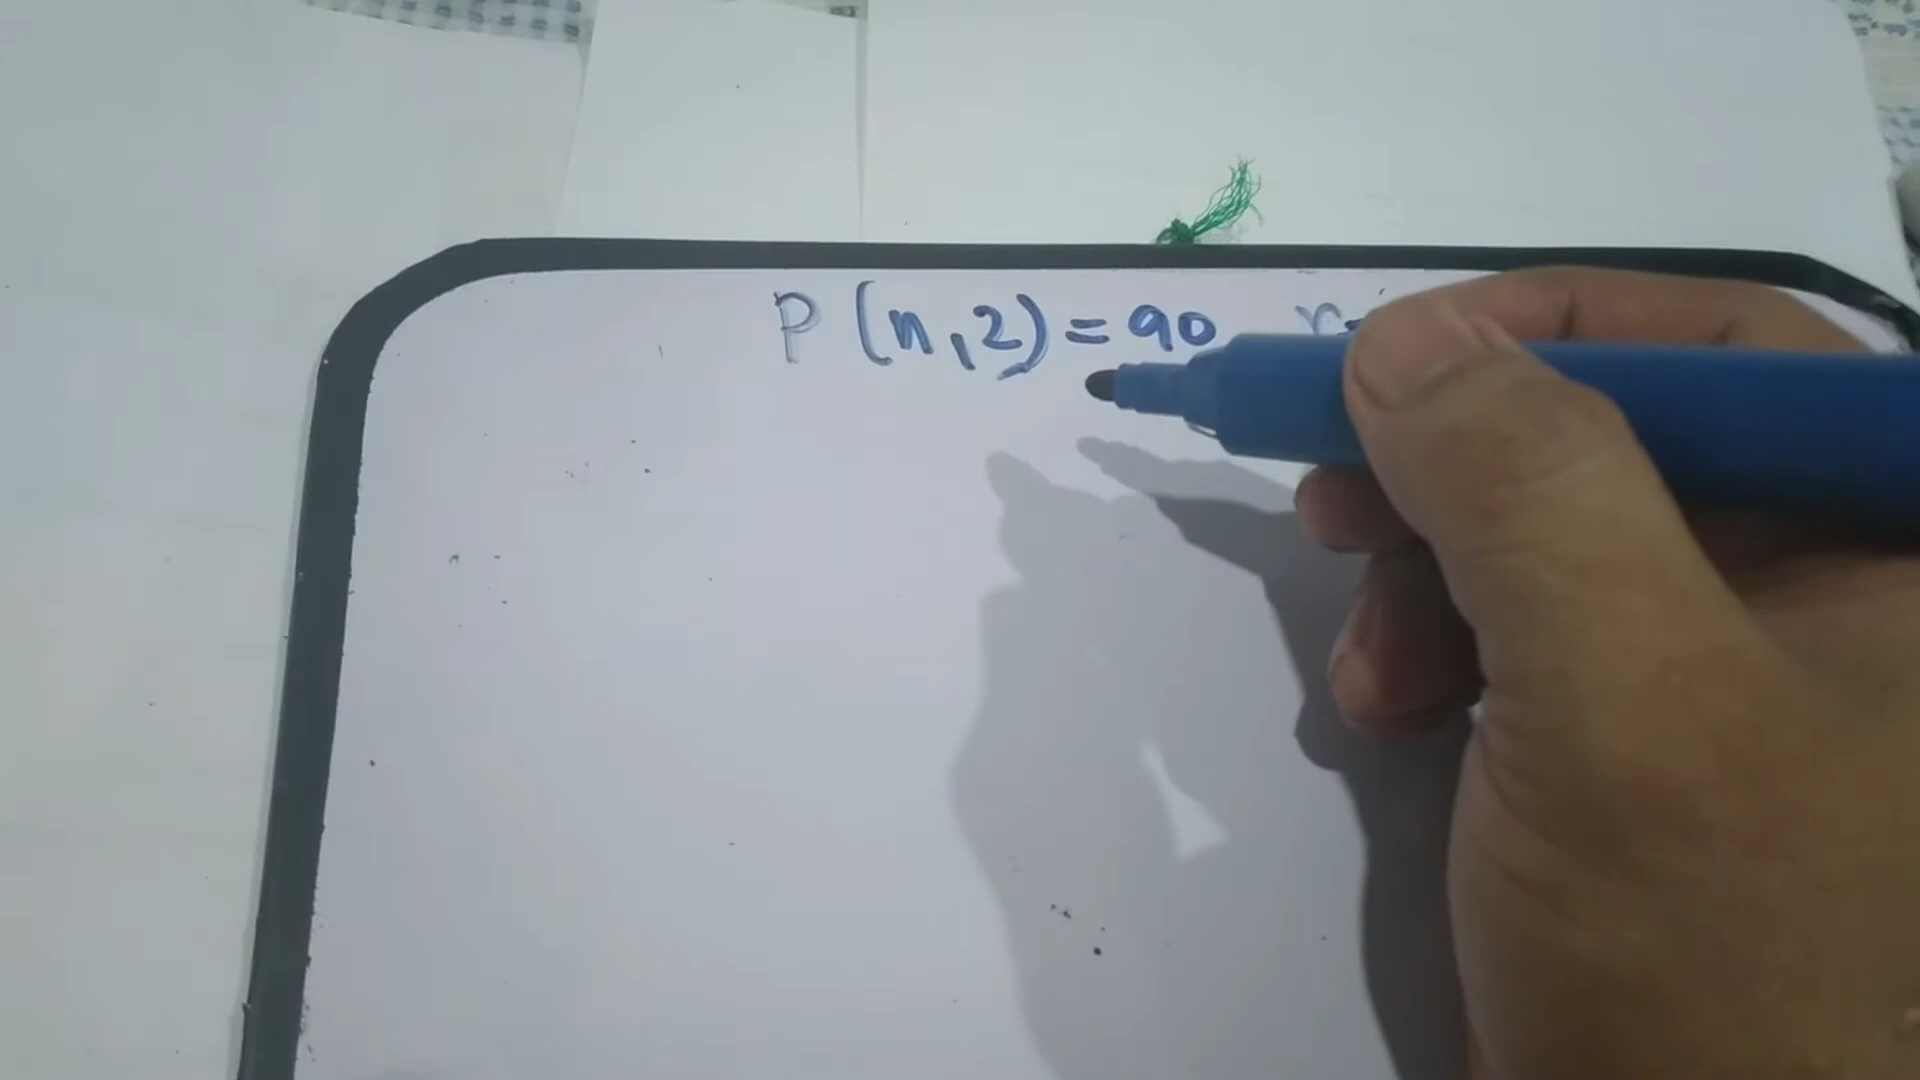 P (n,2) = 90